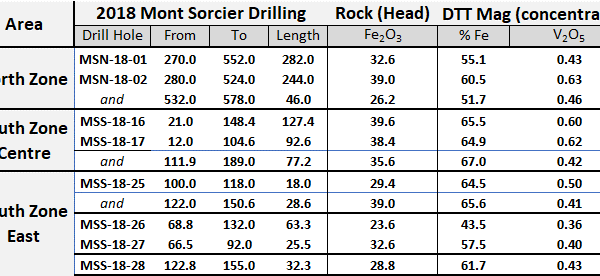 Area 2018 Mont Sorcier Drilling Rock (Head) DTT Mag (concentra
Drill Hole From To Length Fe₂O₃ % Fe V₂O₅
MSN-18-01 270.0 552.0 282.0 32.6 55.1 0.43
rth Zone MSN-18-02 280.0 524.0 244.0 39.0 60.5 0.63
and 532.0 578.0 46.0 26.2 51.7 0.46
uth Zone MSS-18-16 21.0 148.4 127.4 39.6 65.5 0.60
Centre MSS-18-17 12.0 104.6 92.6 38.4 64.9 0.62
and 111.9 189.0 77.2 35.6 67.0 0.42
MSS-18-25 100.0 118.0 18.0 29.4 64.5 0.50
uth Zone and 122.0 150.6 28.6 39.0 65.6 0.41
East MSS-18-26 68.8 132.0 63.3 23.6 43.5 0.36
MSS-18-27 66.5 92.0 25.5 32.6 57.5 0.40
MSS-18-28 122.8 155.0 32.3 28.8 61.7 0.43